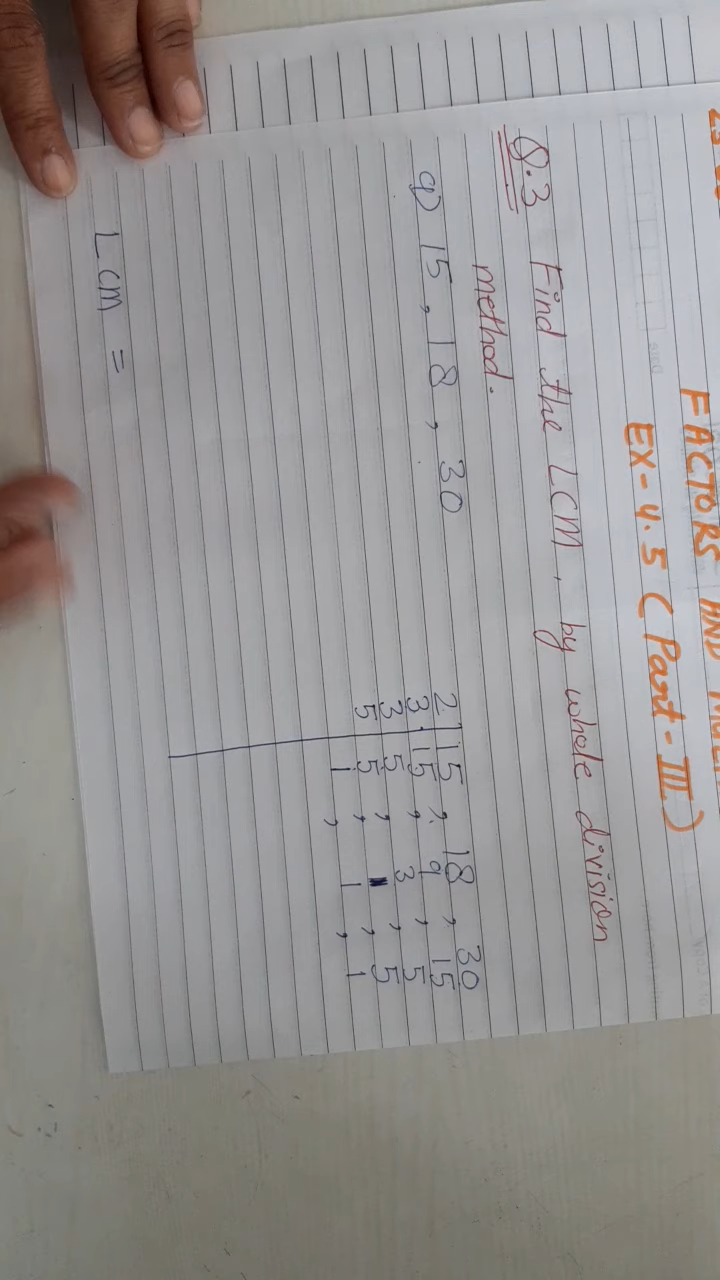 FACTORS AND
EX-4.5 (Part-III)
Q.3 Find the LCM, by whole division
method.
a) 15, 18, 30
2 15, 18, 30
3 15, 9, 15
3 5, 3, 5
5 5, 1, 5
1, 1, 1
LCM =